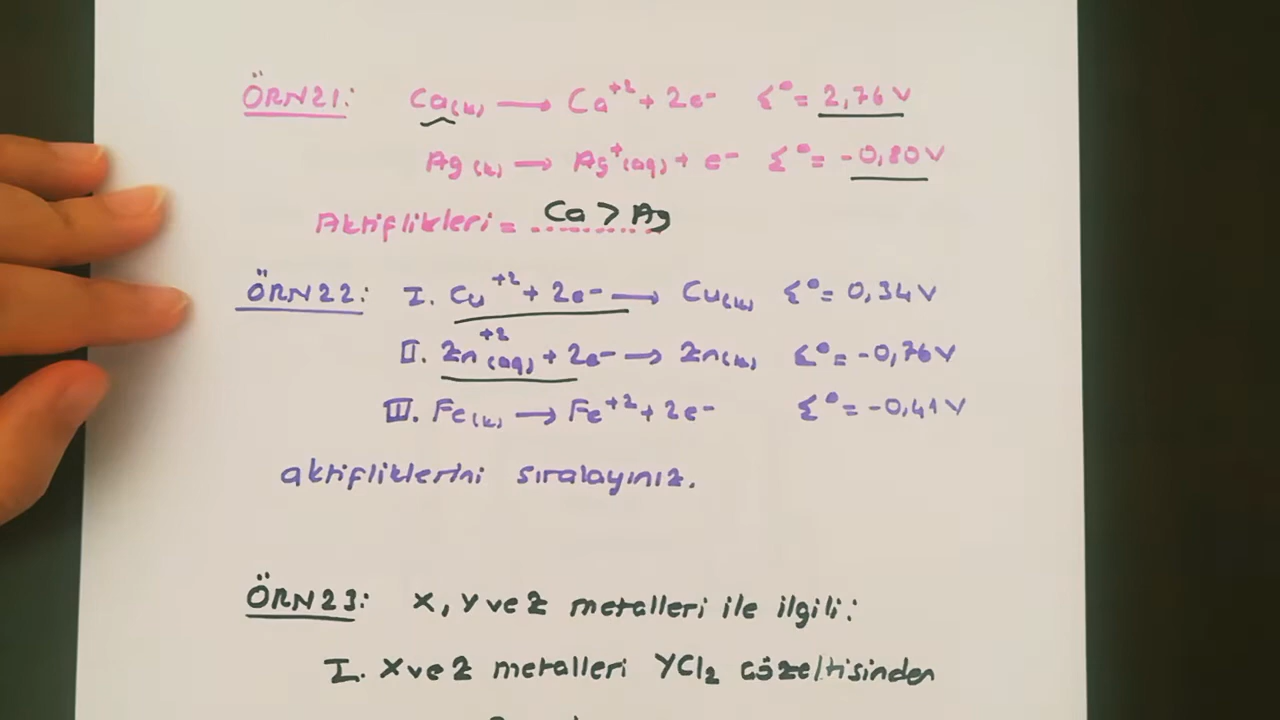 ÖRN21: Ca(k) → Ca+2 + 2e- Ɛ°= 2,76 V
Ag(k) → Ag+(aq) + e- Ɛ°= -0,80 V
Aktiflikleri = Ca > Ag
ÖRN22: I. Cu+2 + 2e- → Cu(k) Ɛ°= 0,34 V
II. Zn+2(aq) + 2e- → Zn(k) Ɛ°= -0,76 V
III. Fe(k) → Fe+2 + 2e- Ɛ°= -0,41 V
aktifliklerini sıralayınız.
ÖRN23: X, Y ve Z metalleri ile ilgili:
I. X ve Z metalleri YCl2 çözeltisinden